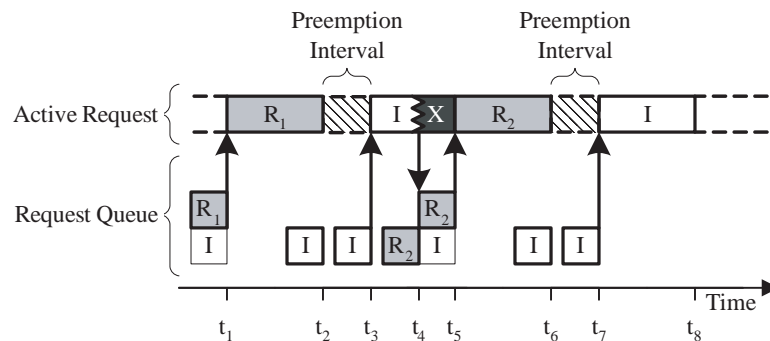 Preemption Interval
Preemption Interval
Active Request
R₁
I
X
R₂
I
Request Queue
R₁
R₂
I
I
I
R₂
I
I
I
Time
t₁
t₂
t₃
t₄
t₅
t₆
t₇
t₈